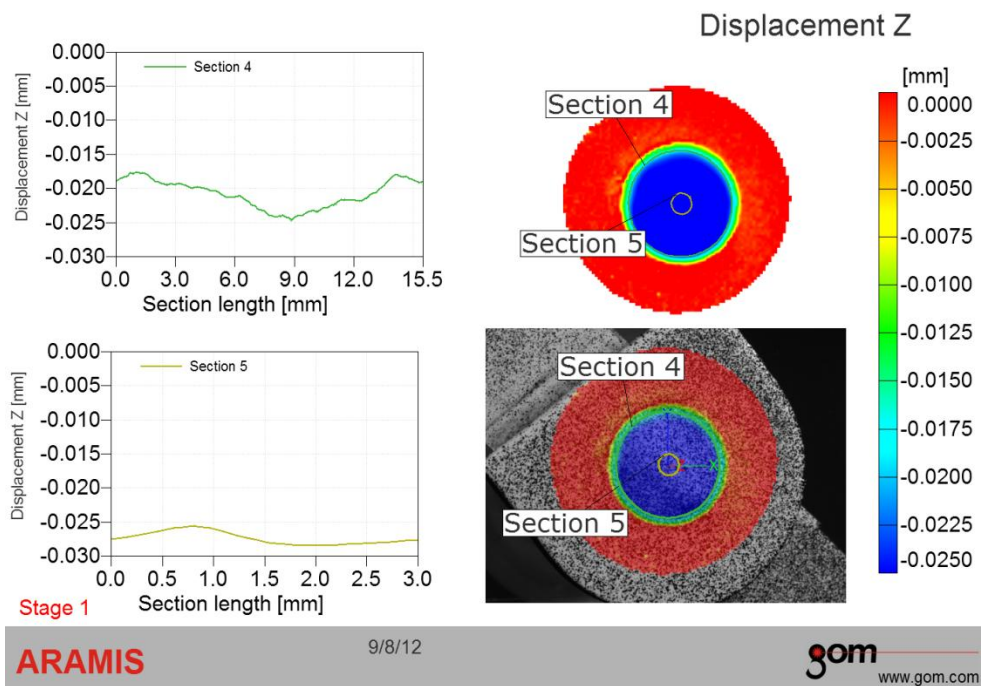 Displacement Z
Displacement Z [mm]
0.000
-0.005
-0.010
-0.015
-0.020
-0.025
-0.030
Section 4
0.0 3.0 6.0 9.0 12.0 15.5
Section length [mm]
Section 4
Section 5
[mm]
0.0000
-0.0025
-0.0050
-0.0075
-0.0100
-0.0125
-0.0150
-0.0175
-0.0200
-0.0225
-0.0250
Displacement Z [mm]
0.000
-0.005
-0.010
-0.015
-0.020
-0.025
-0.030
Section 5
0.0 0.5 1.0 1.5 2.0 2.5 3.0
Section length [mm]
Section 4
X
Section 5
Stage 1
ARAMIS
9/8/12
gom
www.gom.com